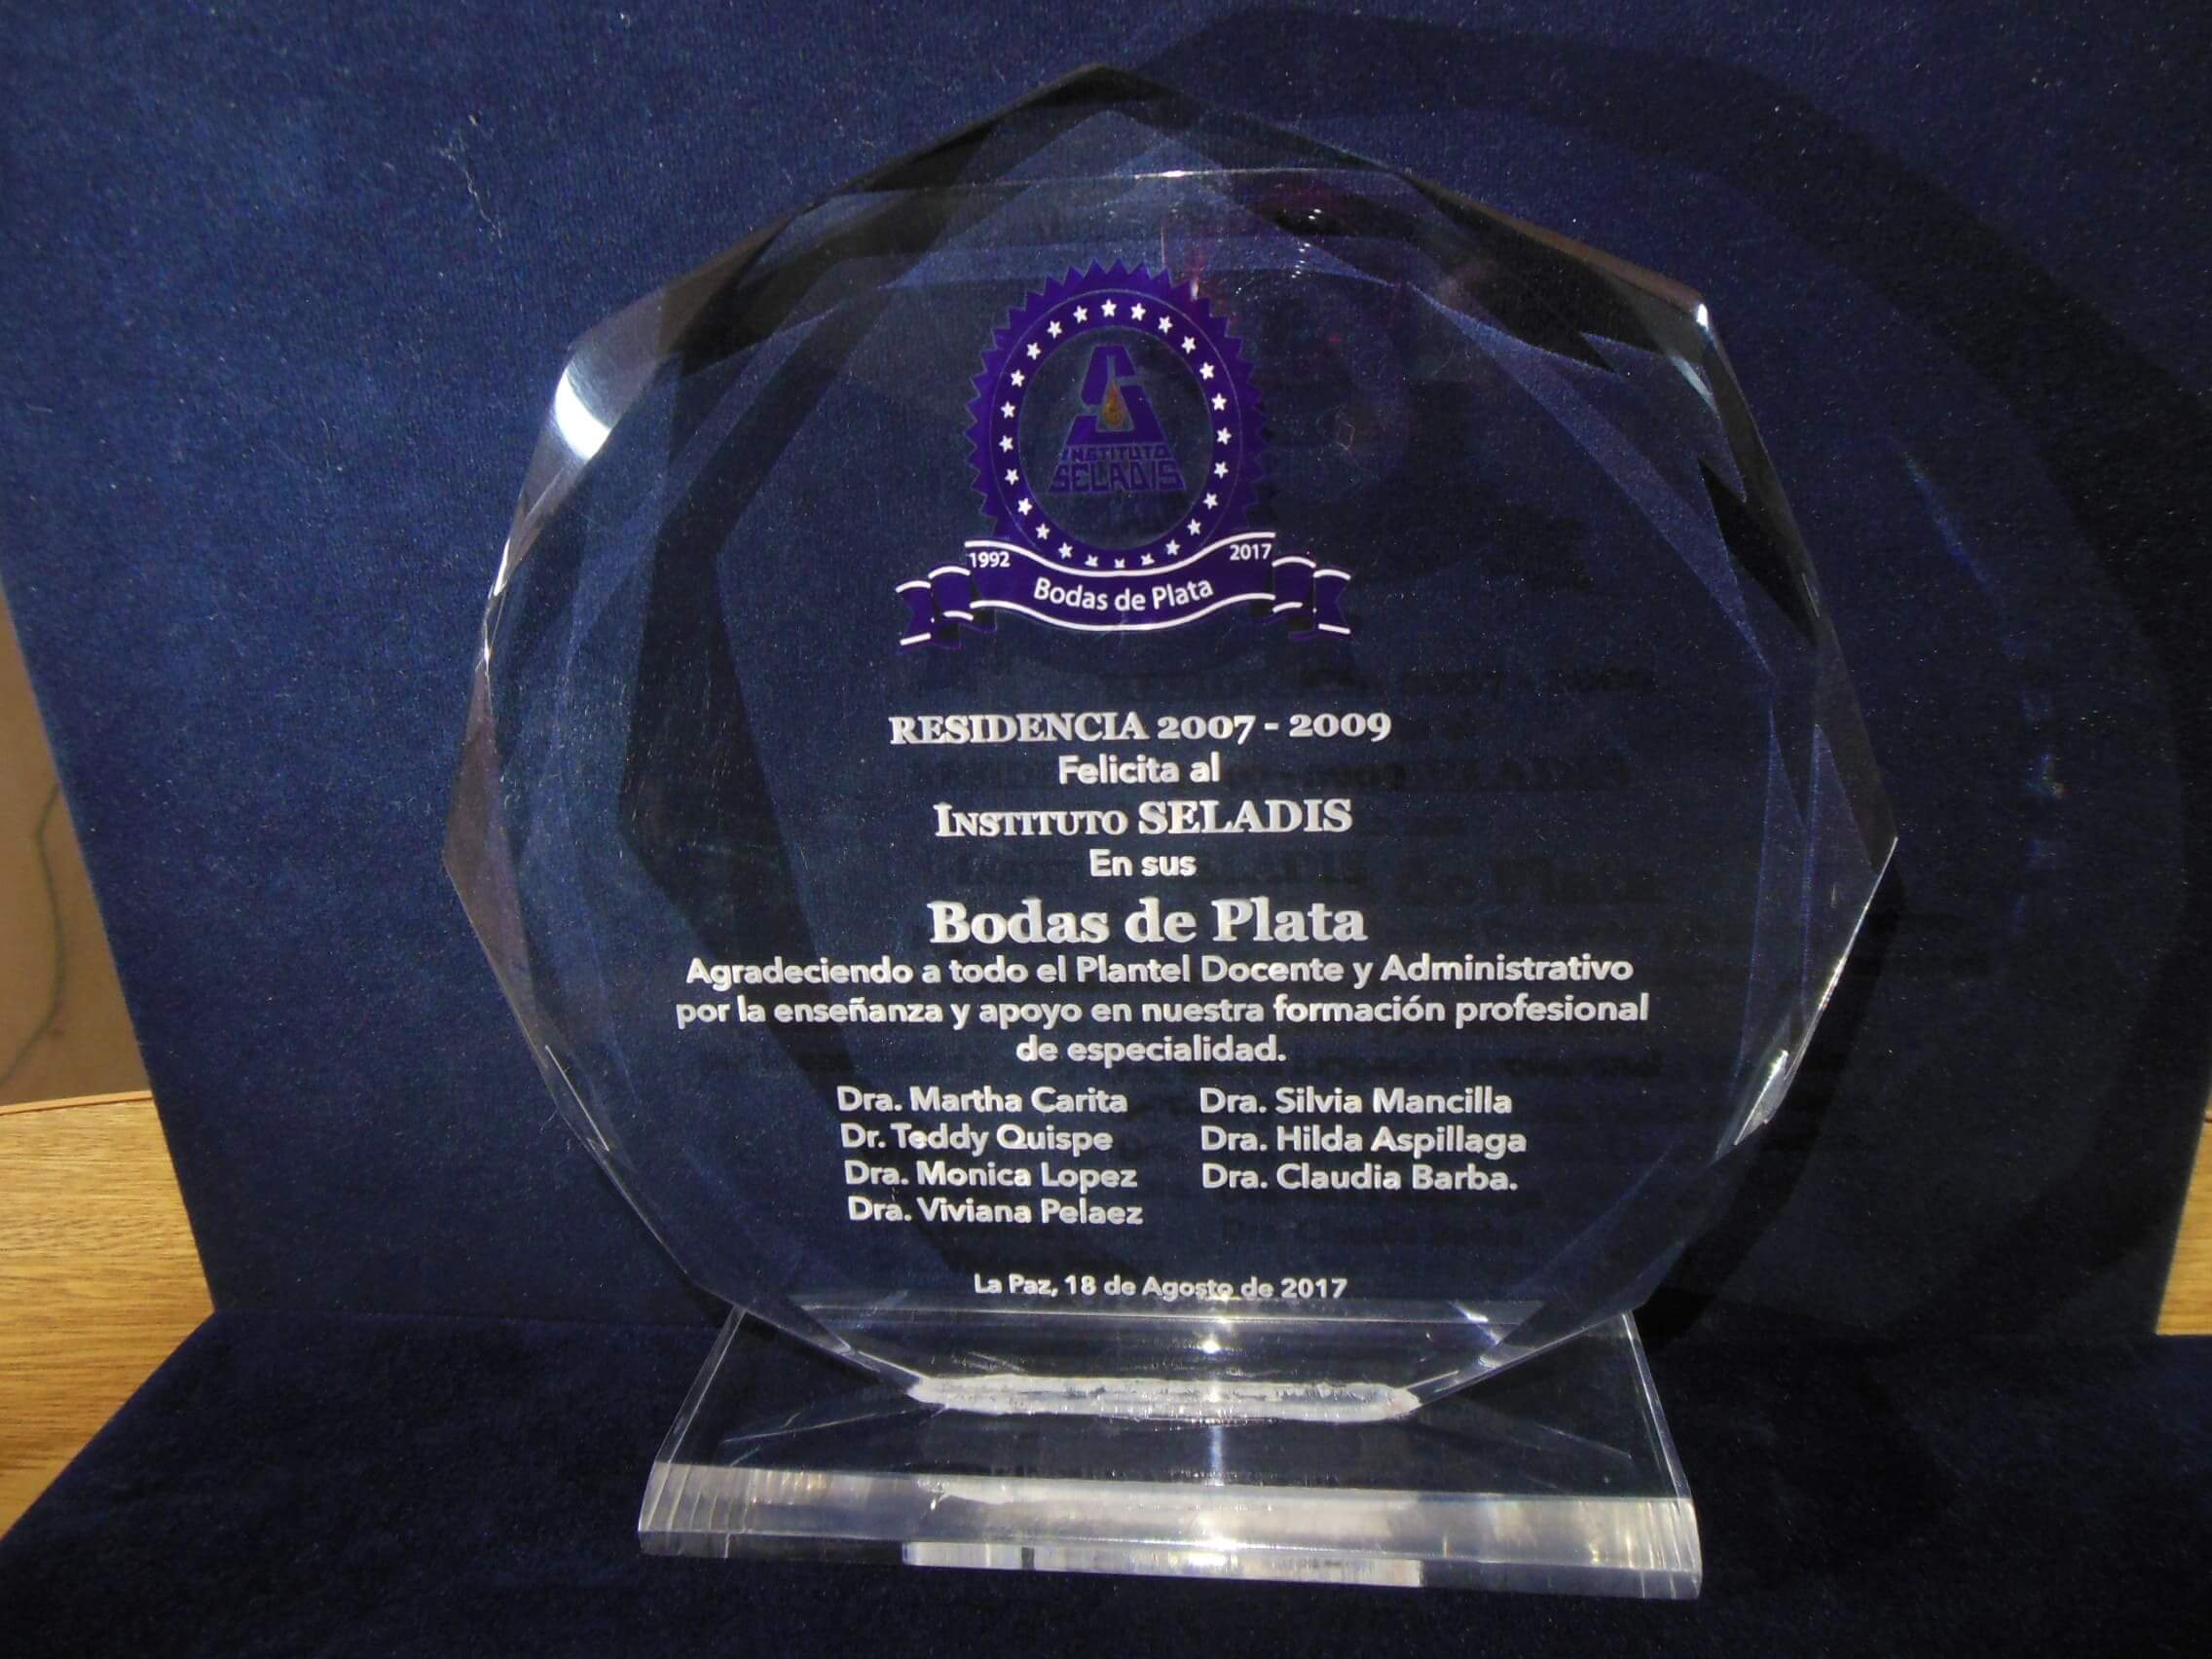 INSTITUTO
SELADIS
1992 2017
Bodas de Plata
RESIDENCIA 2007 - 2009
Felicita al
INSTITUTO SELADIS
En sus
Bodas de Plata
Agradeciendo a todo el Plantel Docente y Administrativo
por la enseñanza y apoyo en nuestra formación profesional
de especialidad.
Dra. Martha Carita Dra. Silvia Mancilla
Dr. Teddy Quispe Dra. Hilda Aspillaga
Dra. Monica Lopez Dra. Claudia Barba.
Dra. Viviana Pelaez
La Paz, 18 de Agosto de 2017